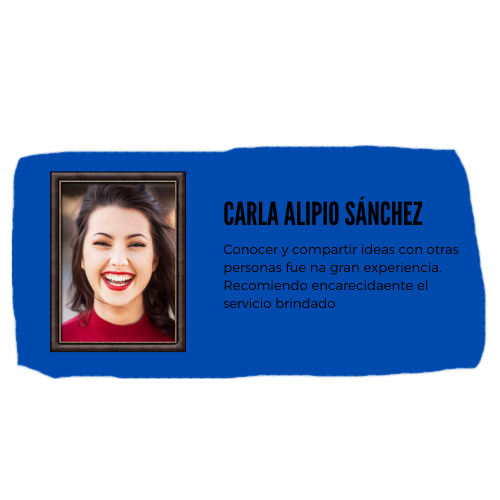 CARLA ALIPIO SÁNCHEZ
Conocer y compartir ideas con otras
personas fue na gran experiencia.
Recomiendo encarecidaente el
servicio brindado